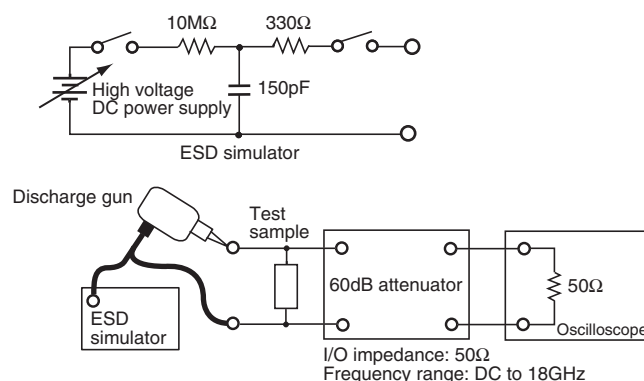 10MΩ
330Ω
High voltage
DC power supply
150pF
ESD simulator
Discharge gun
Test
sample
60dB attenuator
50Ω
ESD
simulator
Oscilloscope
I/O impedance: 50Ω
Frequency range: DC to 18GHz